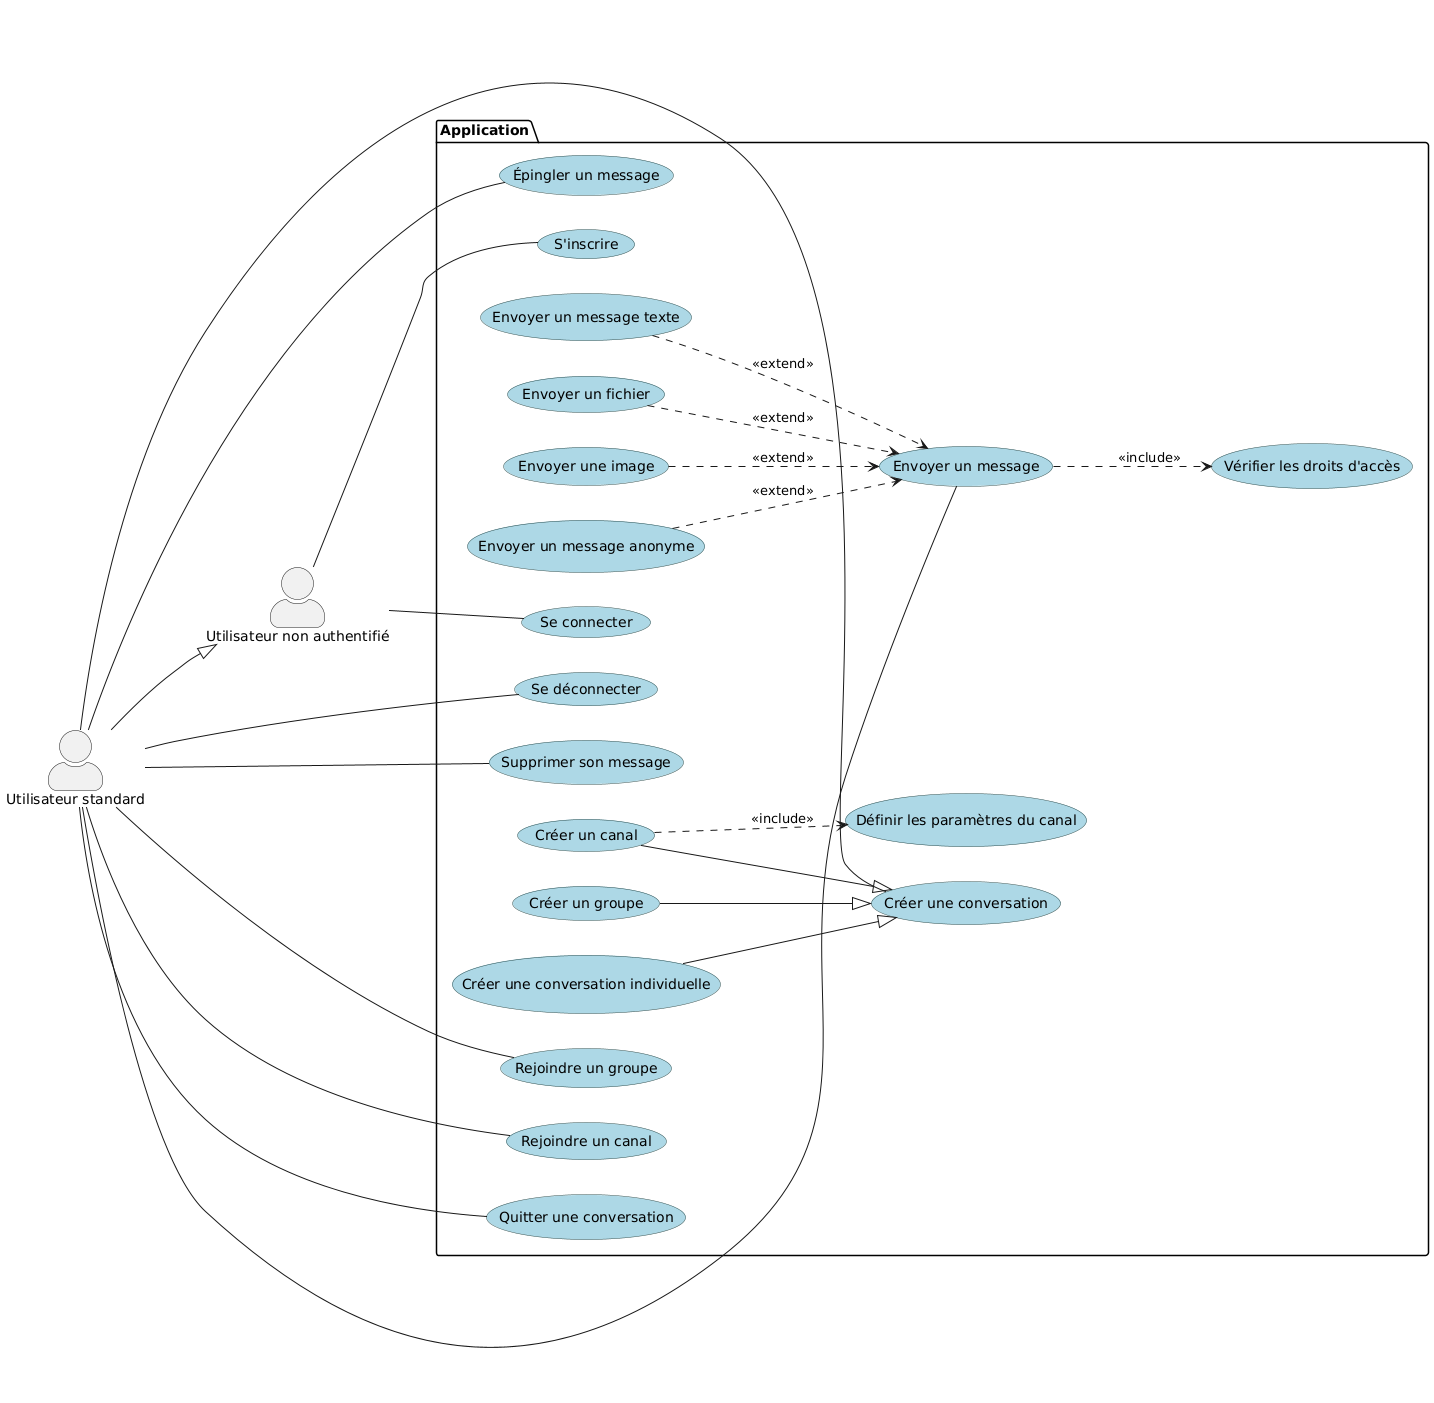 Application
Épingler un message
S'inscrire
Envoyer un message texte
«extend»
Envoyer un fichier
«extend»
Envoyer une image
«extend»
Envoyer un message
«include»
Vérifier les droits d'accès
«extend»
Envoyer un message anonyme
Se connecter
Utilisateur non authentifié
Se déconnecter
Supprimer son message
Utilisateur standard
Créer un canal
«include»
Définir les paramètres du canal
Créer un groupe
Créer une conversation
Créer une conversation individuelle
Rejoindre un groupe
Rejoindre un canal
Quitter une conversation